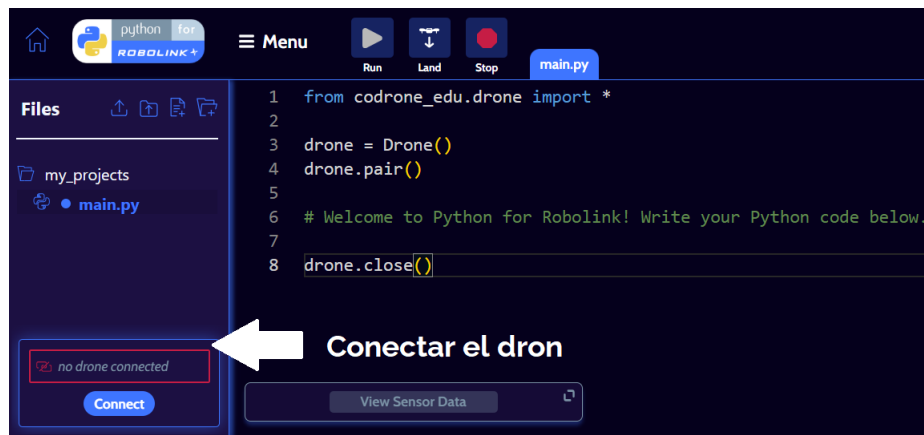 python for
ROBOLINK+
Menu
Run
Land
Stop
main.py
Files
my_projects
main.py
1 from codrone_edu.drone import *
2
3 drone = Drone()
4 drone.pair()
5
6 # Welcome to Python for Robolink! Write your Python code below.
7
8 drone.close()
Conectar el dron
no drone connected
Connect
View Sensor Data